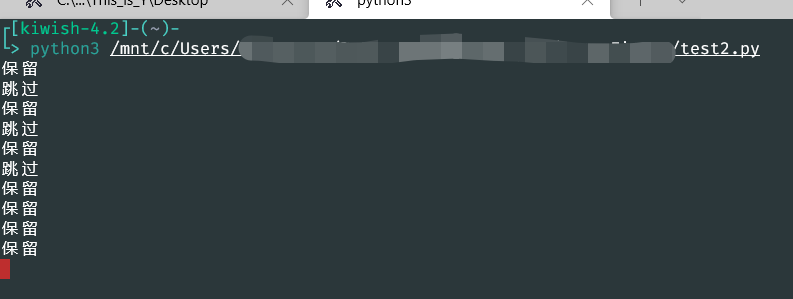 C:\...\This_is_Y\Desktop
python3
[kiwish-4.2]-(~)-
> python3 /mnt/c/Users/ /test2.py
保留
跳过
保留
跳过
保留
跳过
保留
保留
保留
保留